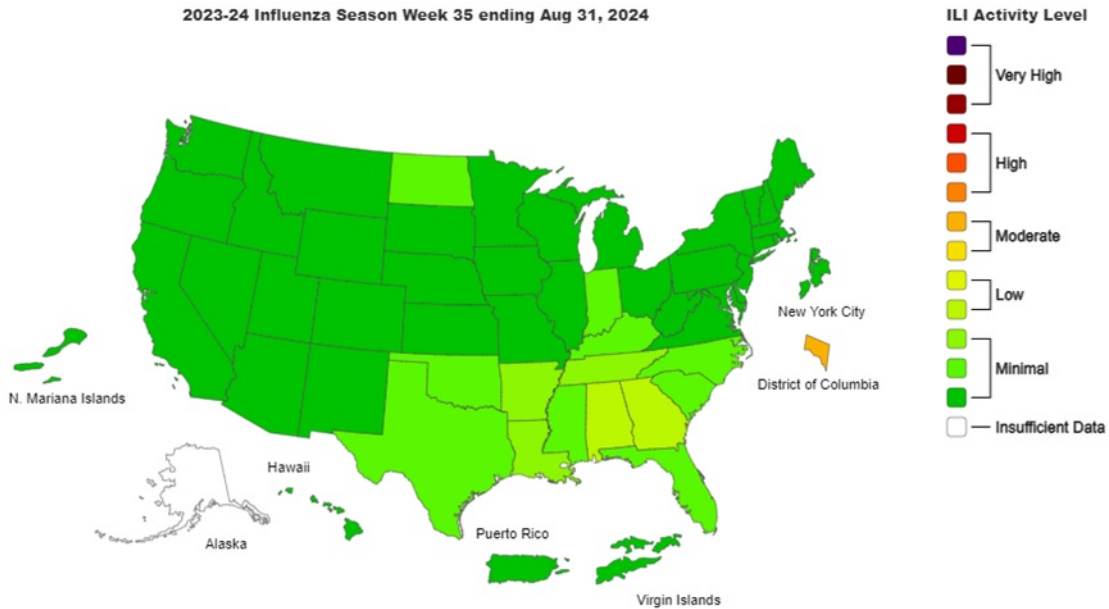 2023-24 Influenza Season Week 35 ending Aug 31, 2024
ILI Activity Level
Very High
High
Moderate
Low
Minimal
Insufficient Data
New York City
District of Columbia
N. Mariana Islands
Hawaii
Alaska
Puerto Rico
Virgin Islands